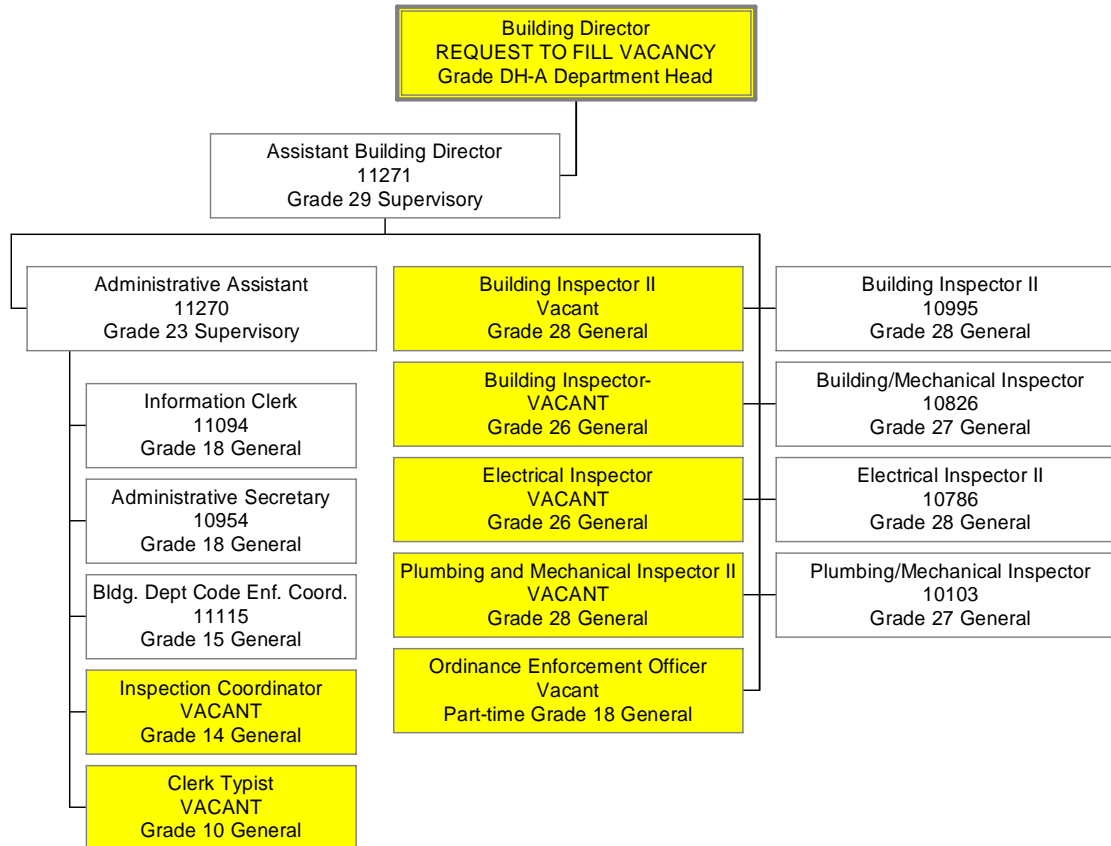 Building Director
REQUEST TO FILL VACANCY
Grade DH-A Department Head
Assistant Building Director
11271
Grade 29 Supervisory
Administrative Assistant
11270
Grade 23 Supervisory
Information Clerk
11094
Grade 18 General
Administrative Secretary
10954
Grade 18 General
Bldg. Dept Code Enf. Coord.
11115
Grade 15 General
Inspection Coordinator
VACANT
Grade 14 General
Clerk Typist
VACANT
Grade 10 General
Building Inspector II
Vacant
Grade 28 General
Building Inspector-
VACANT
Grade 26 General
Electrical Inspector
VACANT
Grade 26 General
Plumbing and Mechanical Inspector II
VACANT
Grade 28 General
Ordinance Enforcement Officer
Vacant
Part-time Grade 18 General
Building Inspector II
10995
Grade 28 General
Building/Mechanical Inspector
10826
Grade 27 General
Electrical Inspector II
10786
Grade 28 General
Plumbing/Mechanical Inspector
10103
Grade 27 General